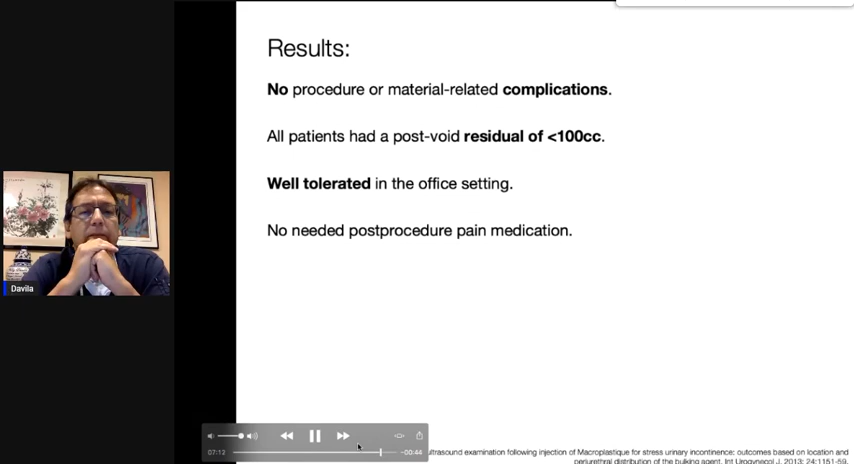 Results:
No procedure or material-related complications.
All patients had a post-void residual of <100cc.
Well tolerated in the office setting.
No needed postprocedure pain medication.
Davila
07:12
-00:44
ultrasound examination following injection of Macroplastique for stress urinary incontinence: outcomes based on location and
periurethral distribution of the bulking agent. Int Urogynecol J. 2013; 24:1151-59.